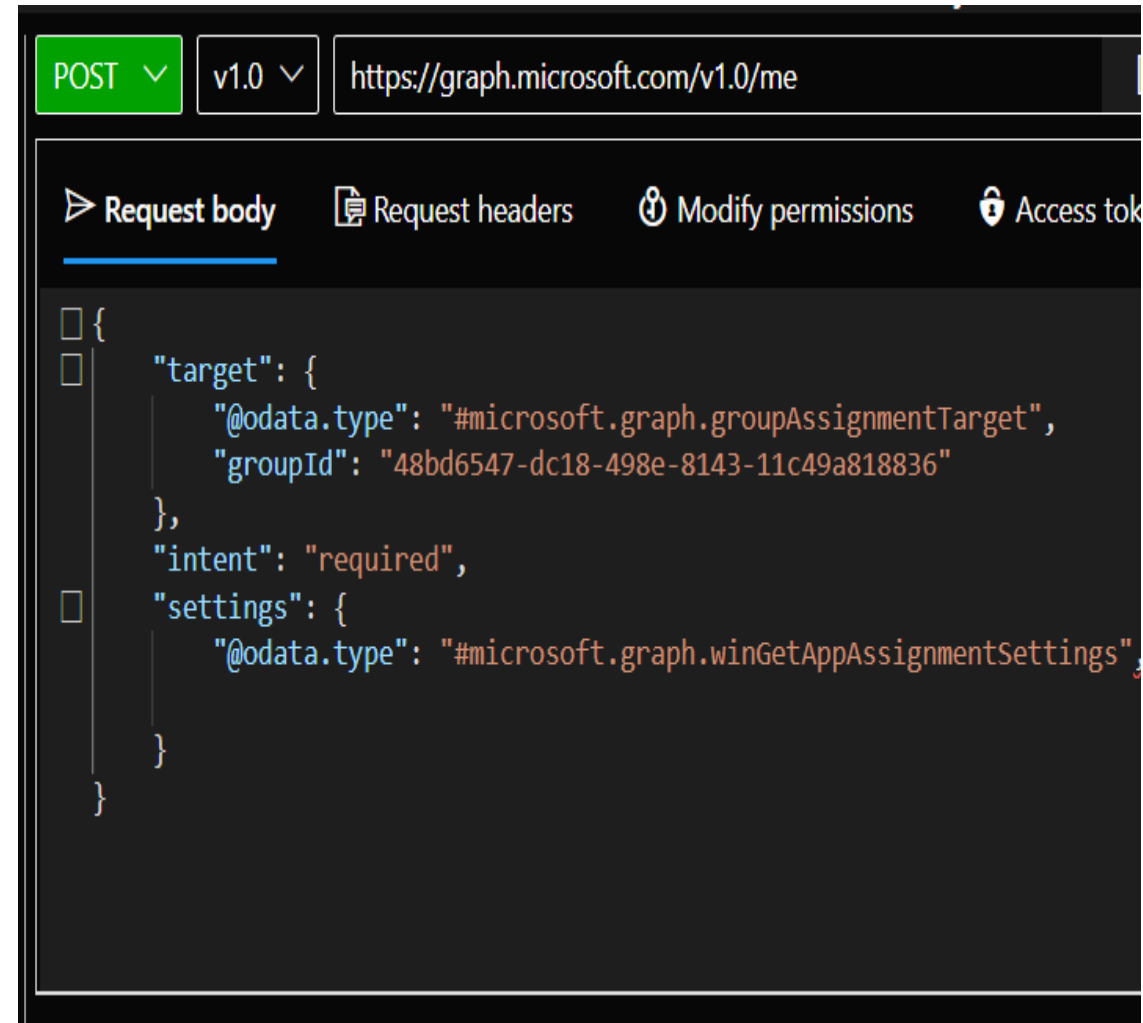 POST v1.0 https://graph.microsoft.com/v1.0/me
Request body Request headers Modify permissions Access tok
{
"target": {
"@odata.type": "#microsoft.graph.groupAssignmentTarget",
"groupId": "48bd6547-dc18-498e-8143-11c49a818836"
},
"intent": "required",
"settings": {
"@odata.type": "#microsoft.graph.winGetAppAssignmentSettings",
}
}